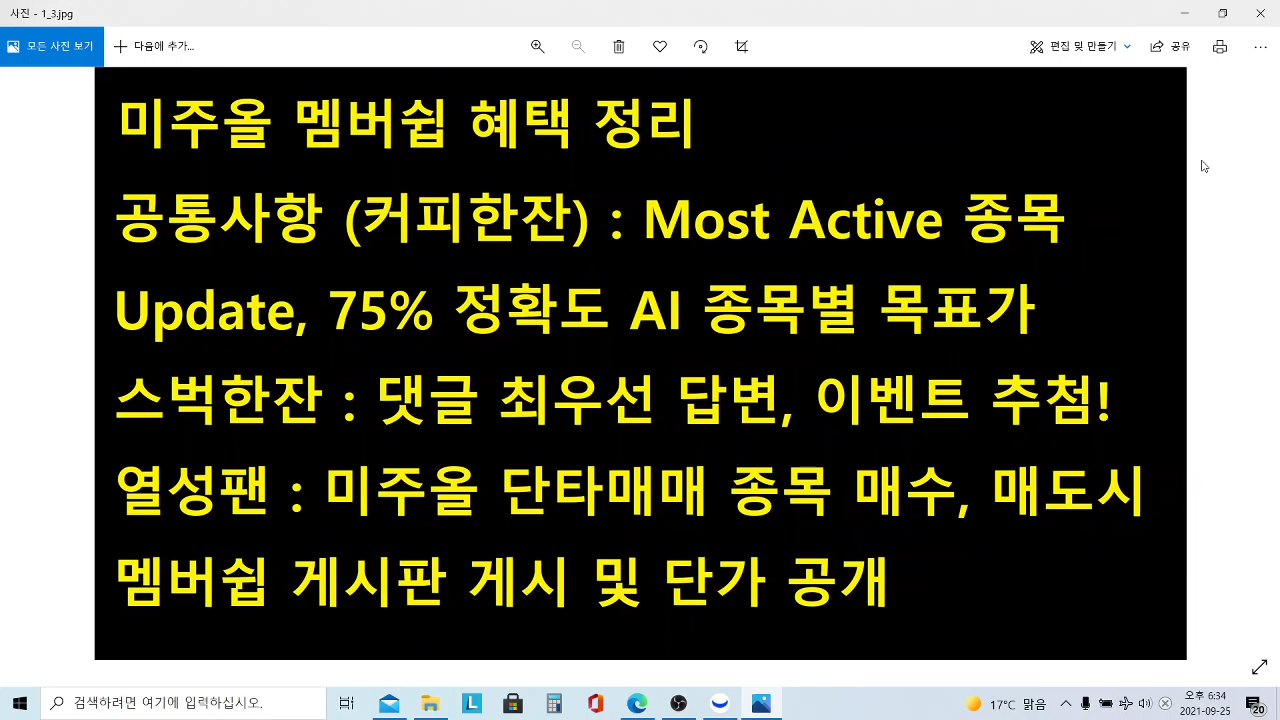 사진 - 1_3.jpg
모든 사진 보기
다음에 추가...
편집 및 만들기
공유
미주올 멤버쉽 혜택 정리
공통사항 (커피한잔) : Most Active 종목
Update, 75% 정확도 AI 종목별 목표가
스벅한잔 : 댓글 최우선 답변, 이벤트 추첨!
열성팬 : 미주올 단타매매 종목 매수, 매도시
멤버쉽 게시판 게시 및 단가 공개
검색하려면 여기에 입력하십시오.
L
17°C 맑음
오후 6:34
2021-09-25
20